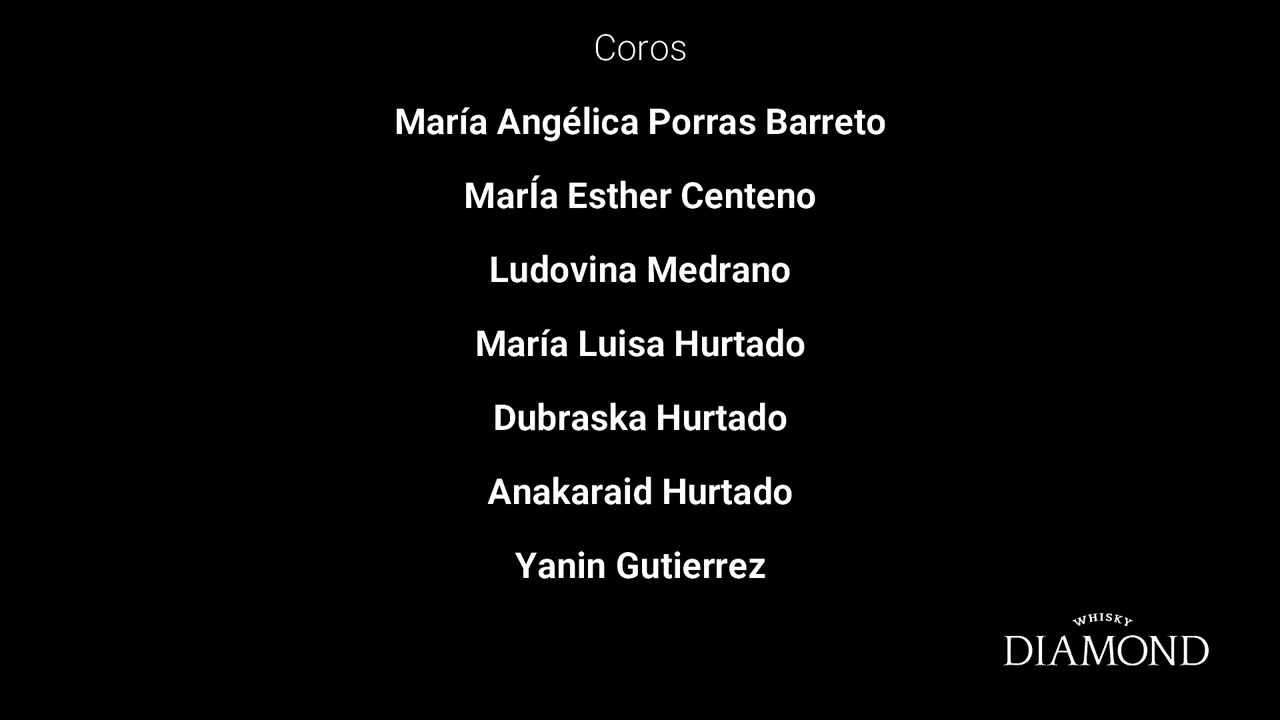 Coros
María Angélica Porras Barreto
MarÍa Esther Centeno
Ludovina Medrano
María Luisa Hurtado
Dubraska Hurtado
Anakaraid Hurtado
Yanin Gutierrez
WHISKY
DIAMOND